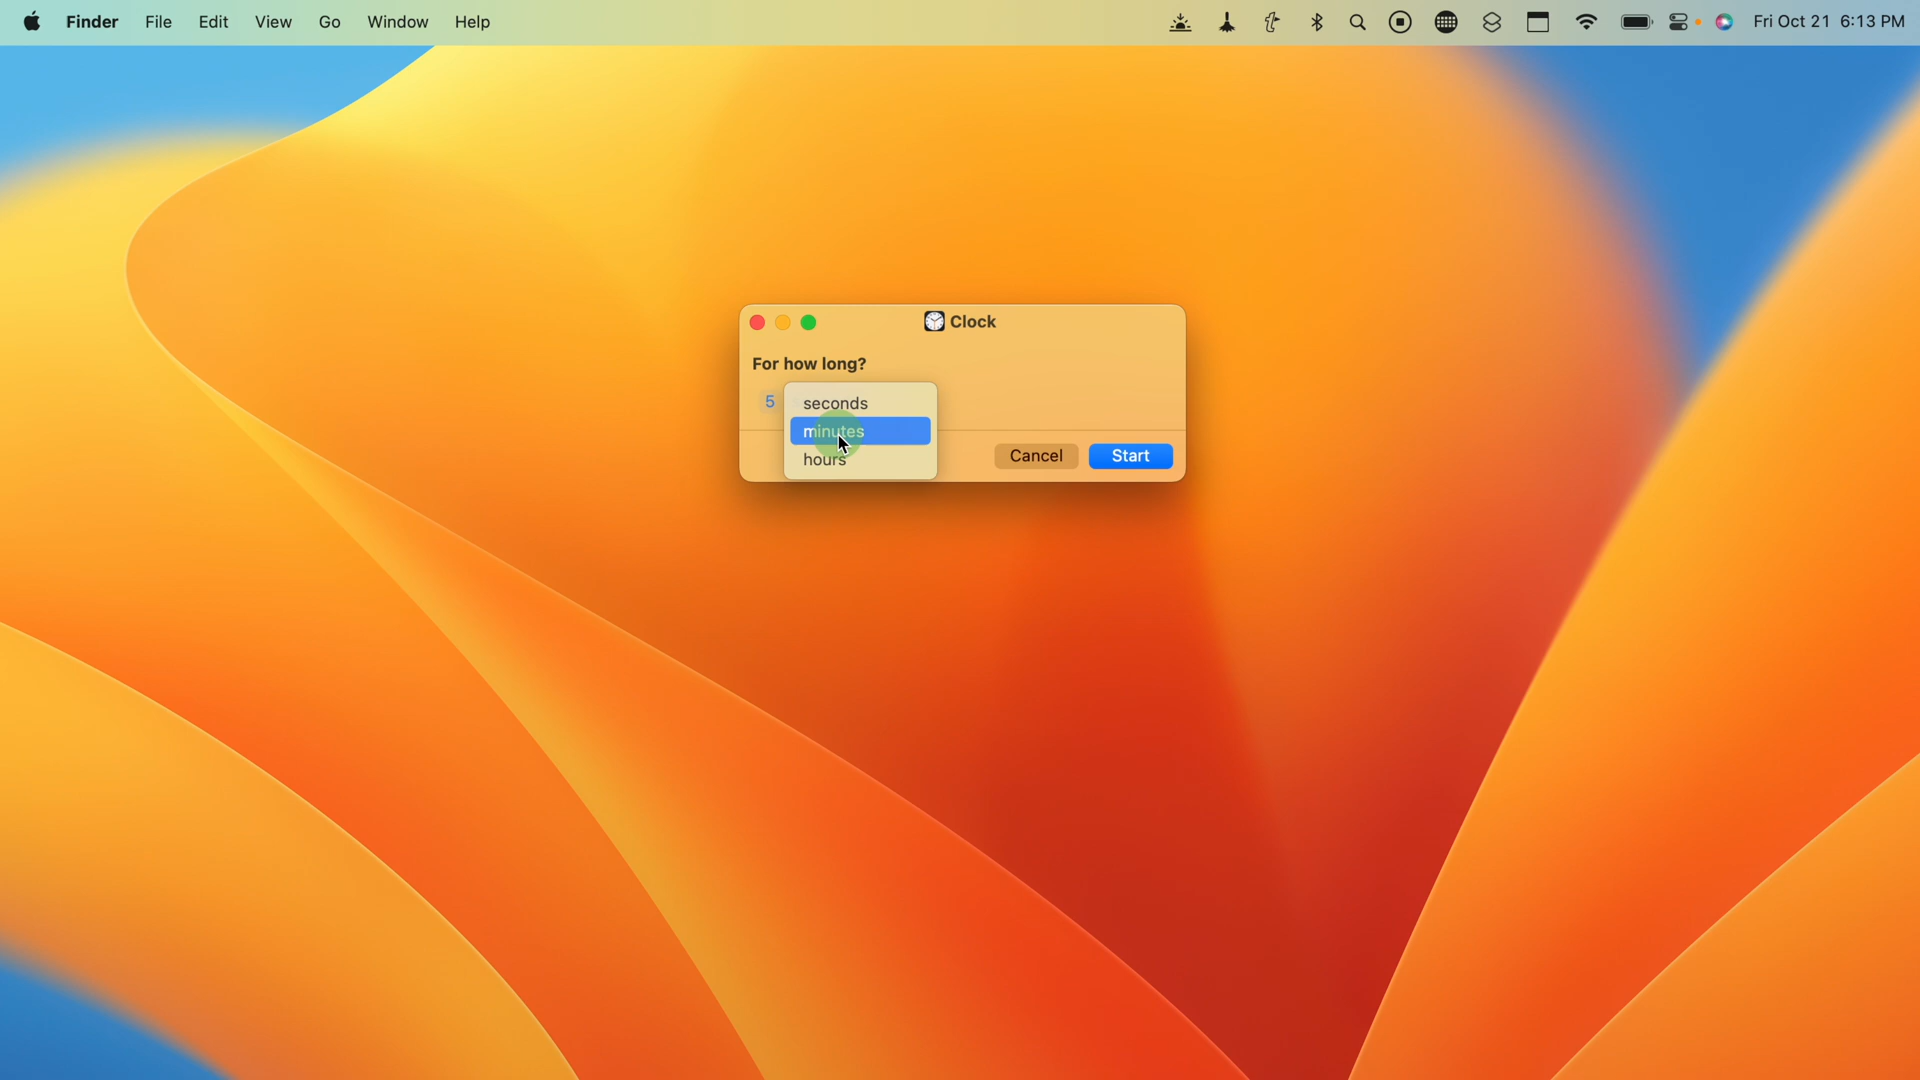 Finder File Edit View Go Window Help Fri Oct 21 6:13 PM
Clock
For how long?
5 seconds
minutes
hours
Cancel Start